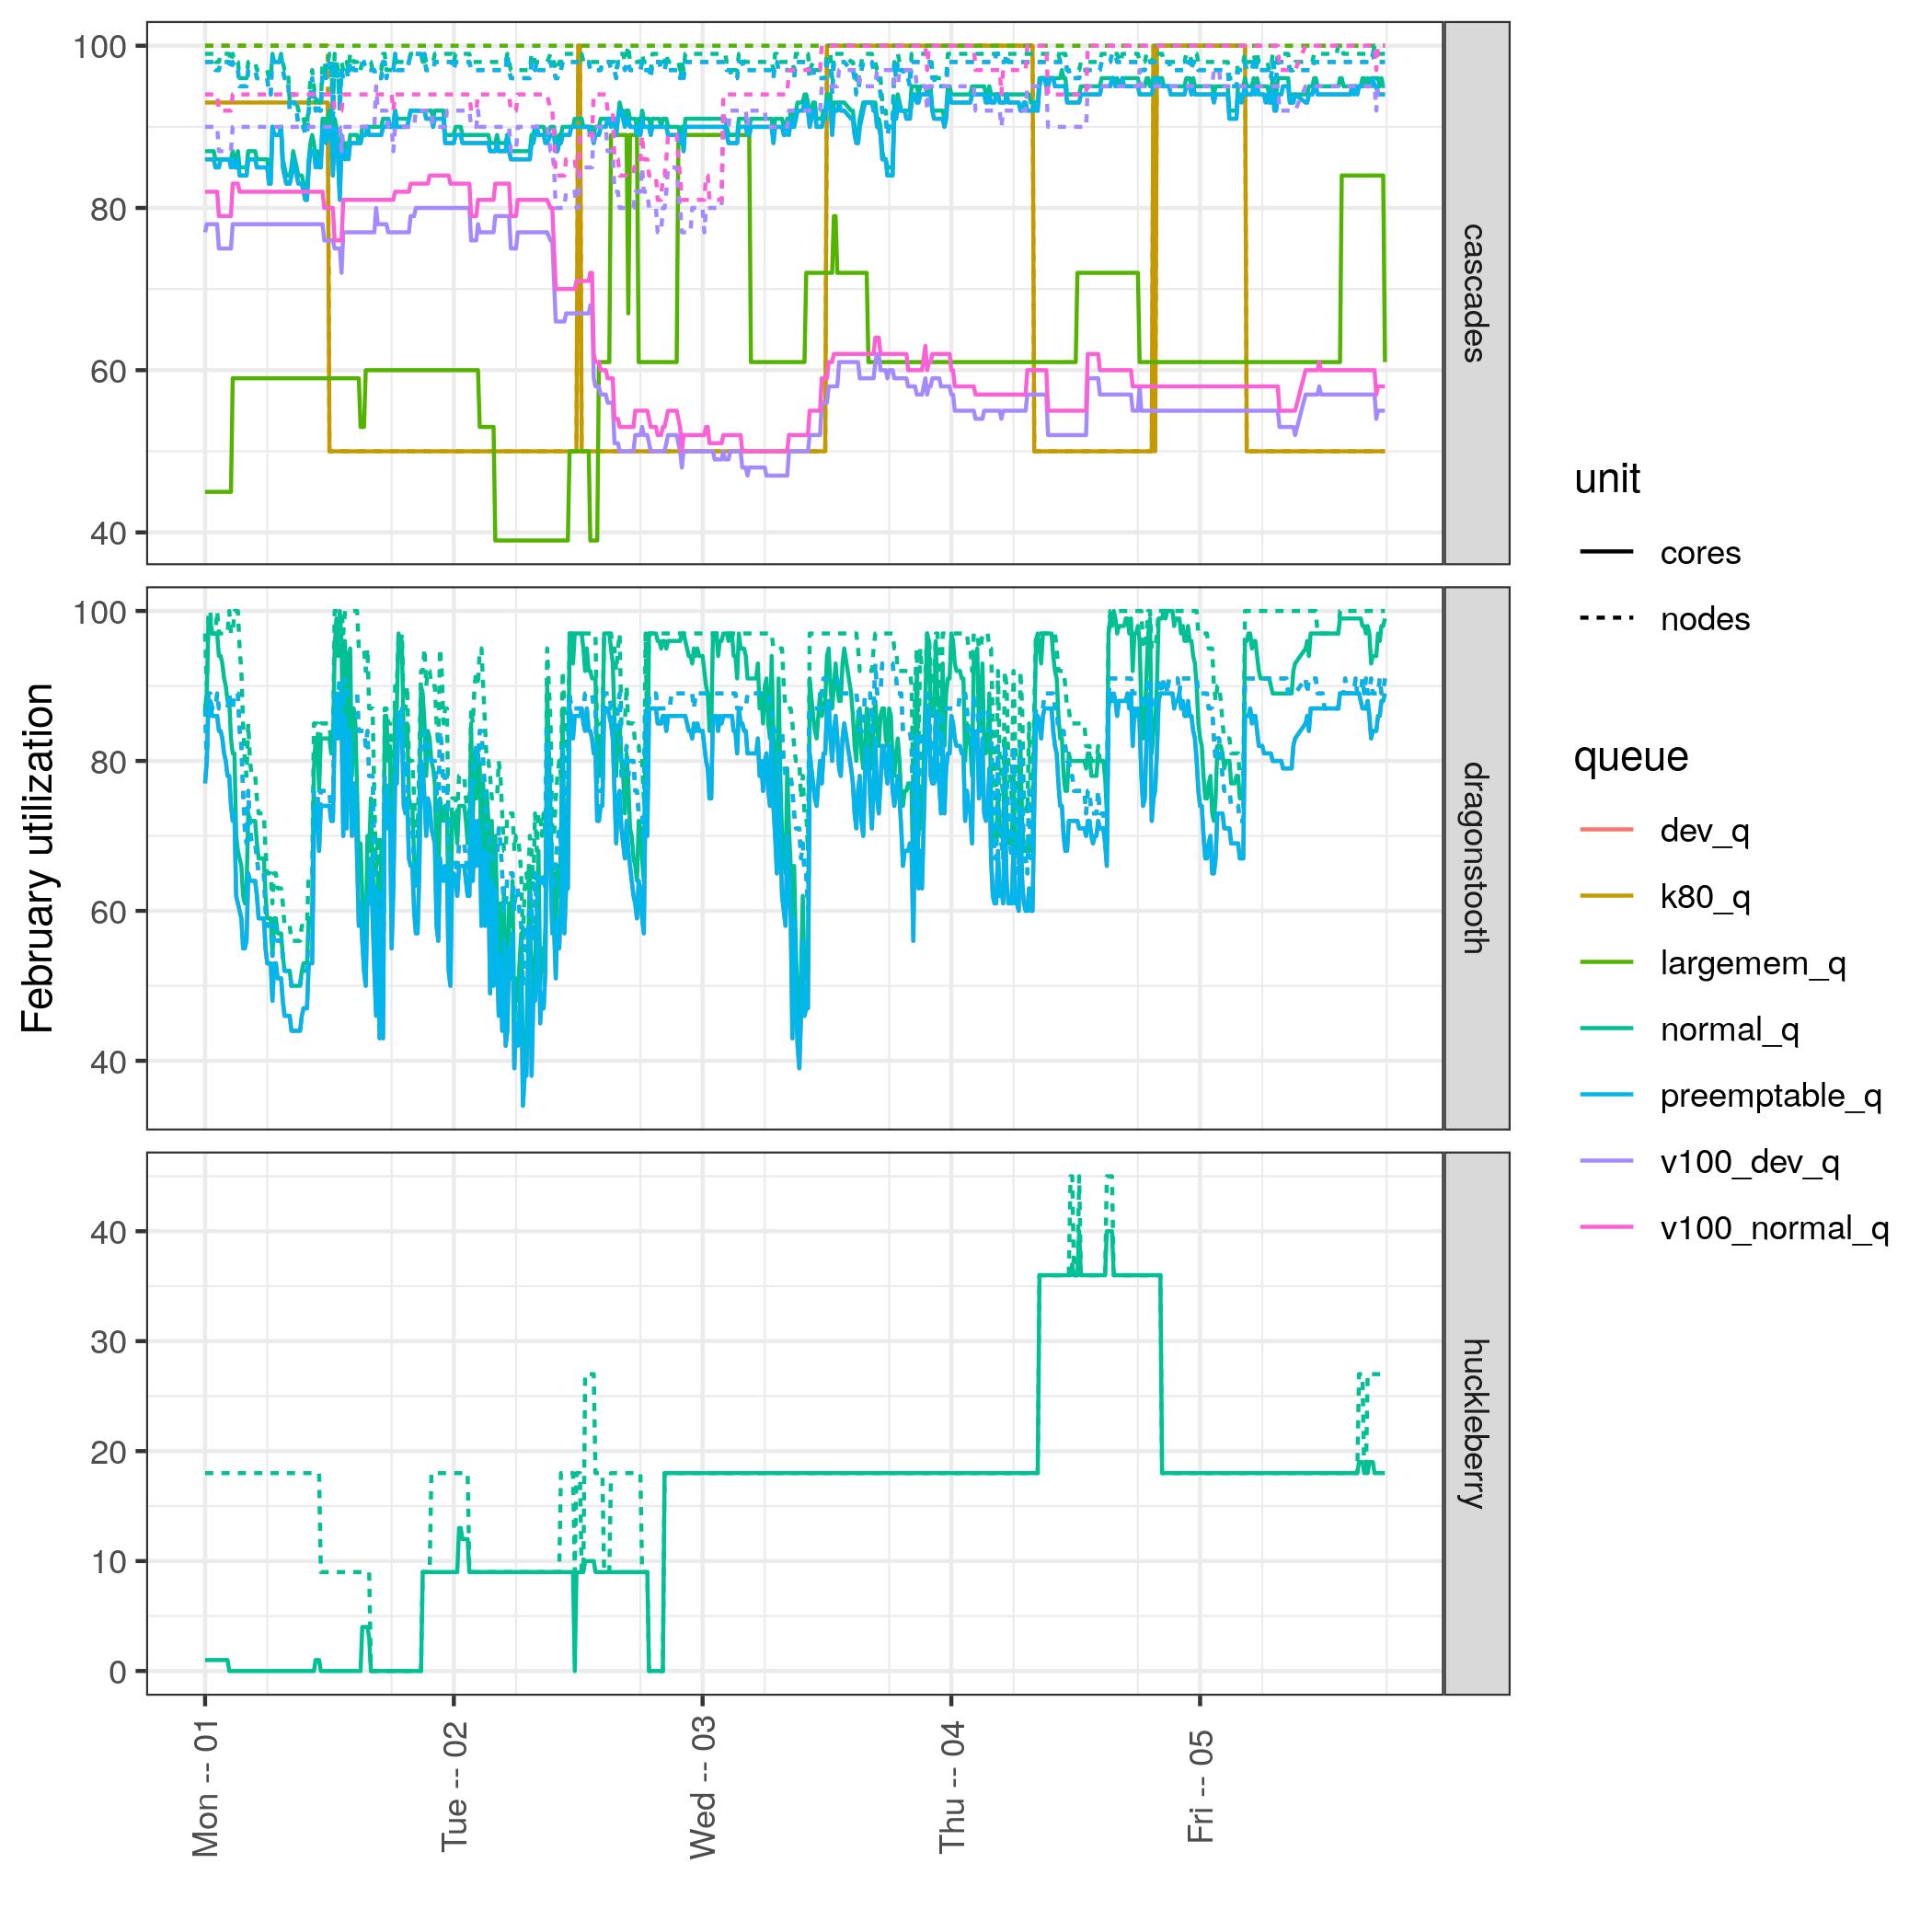 February utilization
100
80
60
40
cascades
100
80
60
40
dragonstooth
40
30
20
10
0
huckleberry
Mon -- 01
Tue -- 02
Wed -- 03
Thu -- 04
Fri -- 05
unit
cores
nodes
queue
dev_q
k80_q
largemem_q
normal_q
preemptable_q
v100_dev_q
v100_normal_q